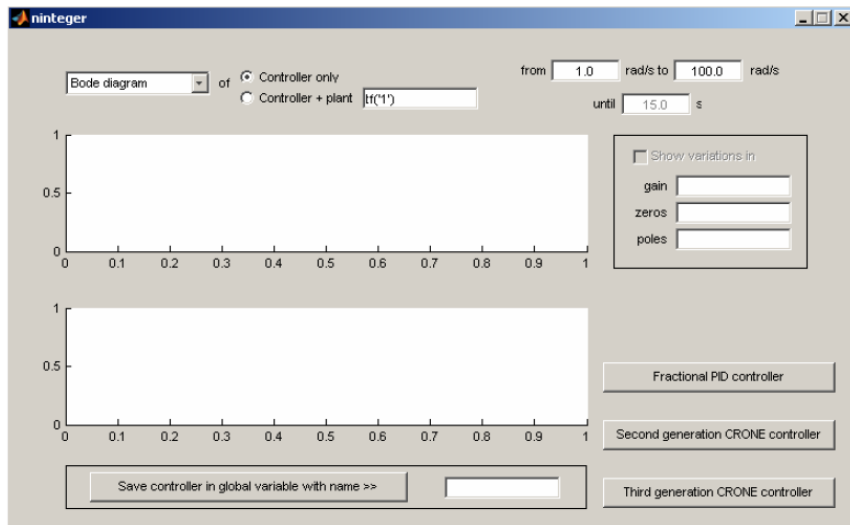 ninteger
Bode diagram of Controller only
Controller + plant tf('1')
from 1.0 rad/s to 100.0 rad/s
until 15.0 s
1
0.5
0
0 0.1 0.2 0.3 0.4 0.5 0.6 0.7 0.8 0.9 1
Show variations in
gain
zeros
poles
1
0.5
0
0 0.1 0.2 0.3 0.4 0.5 0.6 0.7 0.8 0.9 1
Fractional PID controller
Second generation CRONE controller
Third generation CRONE controller
Save controller in global variable with name >>